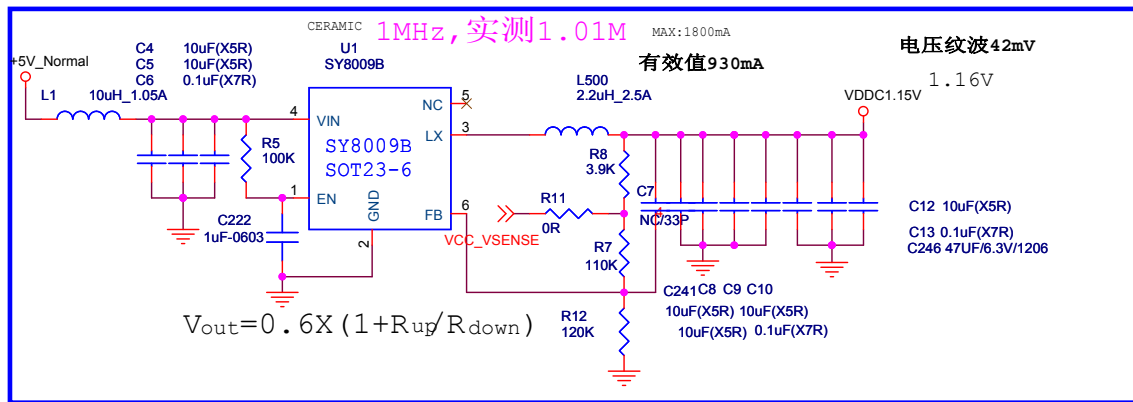 CERAMIC
1MHz,实测1.01M
MAX:1800mA
有效值930mA
电压纹波42mV
1.16V
+5V_Normal
C4 10uF(X5R)
C5 10uF(X5R)
C6 0.1uF(X7R)
U1
SY8009B
L1 10uH_1.05A
L500
2.2uH_2.5A
VDDC1.15V
4 VIN
NC 5
SY8009B
SOT23-6
LX 3
R5
100K
1 EN
GND
2
FB 6
C222
1uF-0603
R8
3.9K
R11
0R
VCC_VSENSE
C7
NC/33P
R7
110K
R12
120K
C241 C8 C9 C10
10uF(X5R) 10uF(X5R)
10uF(X5R) 0.1uF(X7R)
C12 10uF(X5R)
C13 0.1uF(X7R)
C246 47UF/6.3V/1206
Vout=0.6X(1+Rup/Rdown)